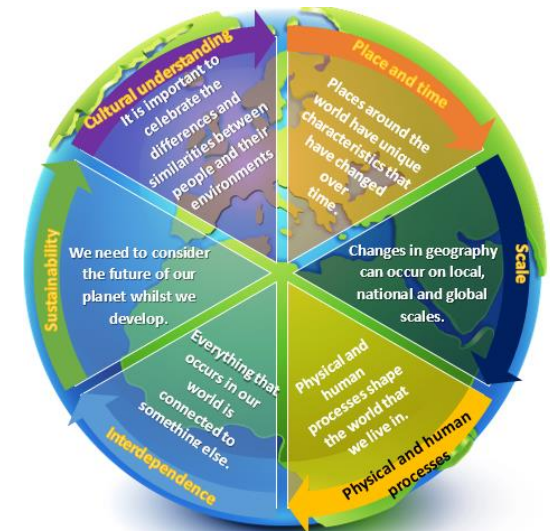 Cultural understanding
It is important to
celebrate the
differences and
similarities between
people and their
environments
Place and time
Places around the
world have unique
characteristics that
have changed
over
time.
Scale
Changes in geography
can occur on local,
national and global
scales.
Physical and human
processes
Physical and
human
processes shape
the world that
we live in.
Interdependence
Everything that
occurs in our
world is
connected to
something else.
Sustainability
We need to consider
the future of our
planet whilst we
develop.